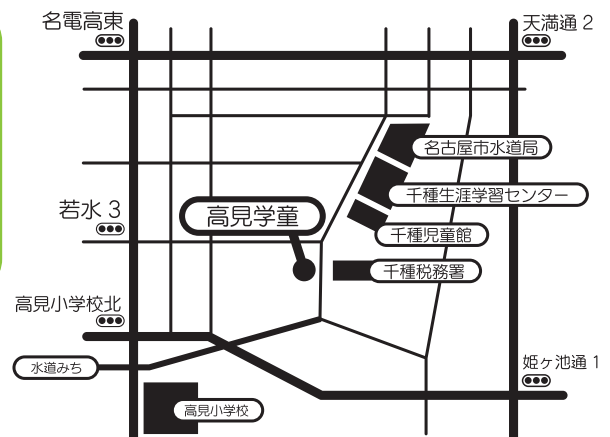 名電高東
天満通 2
名古屋市水道局
千種生涯学習センター
若水 3
高見学童
千種児童館
千種税務署
高見小学校北
水道みち
姫ヶ池通 1
高見小学校